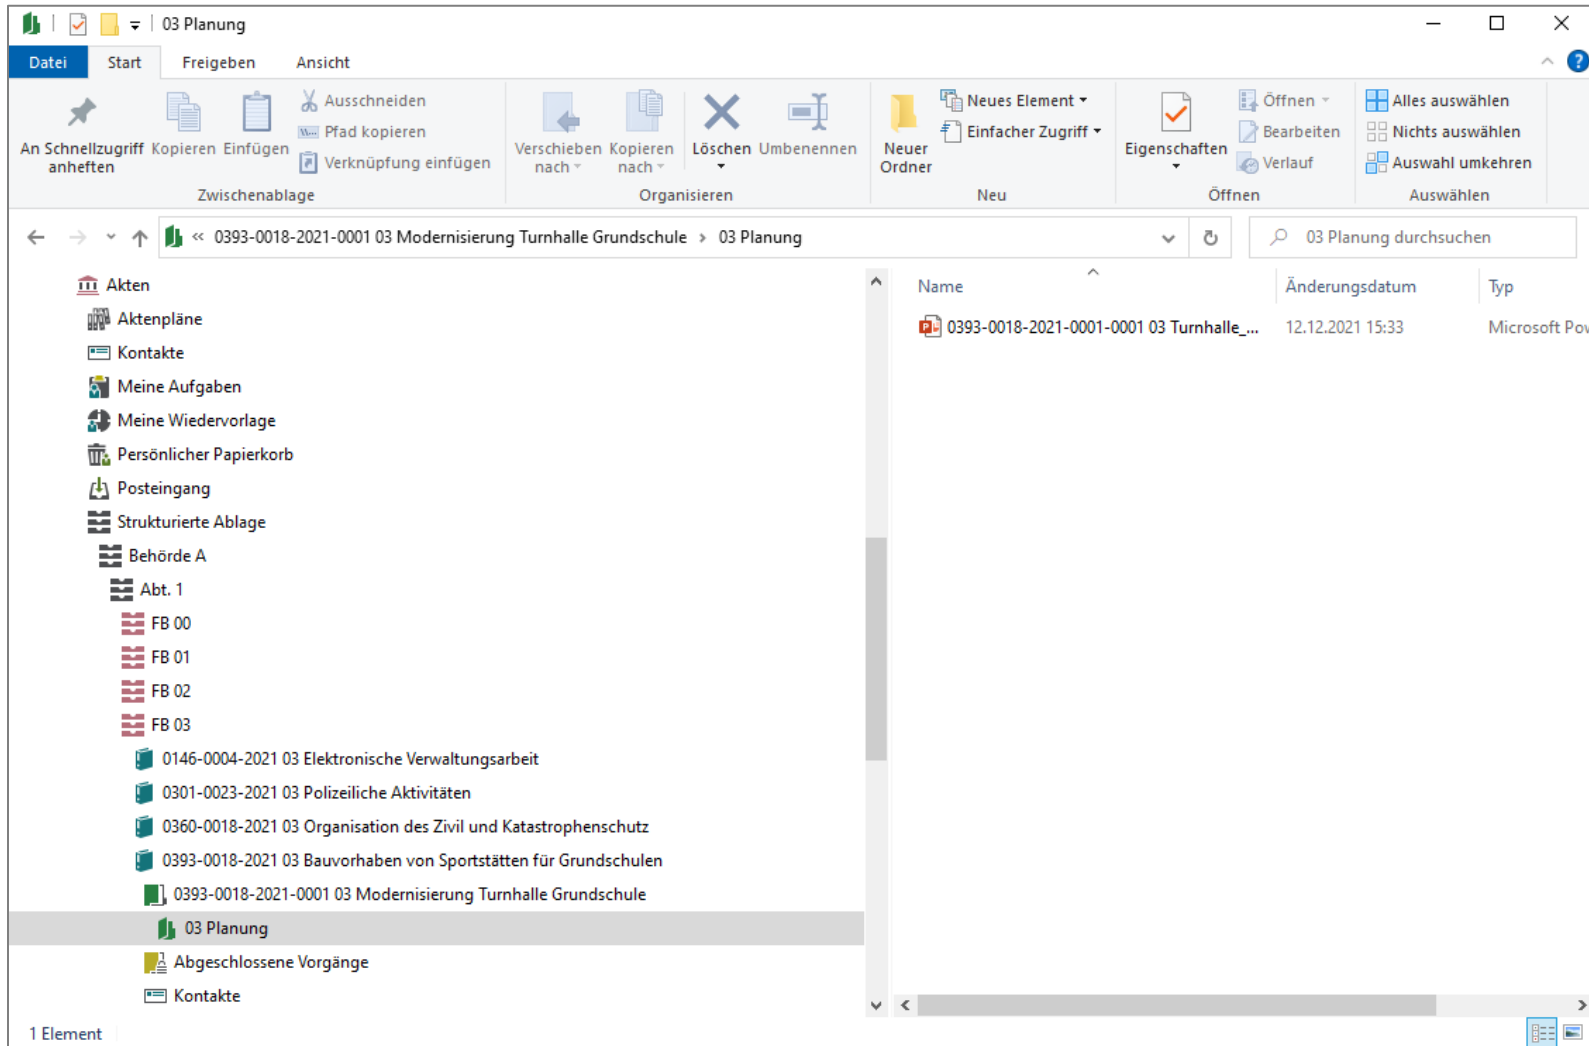 03 Planung
Datei Start Freigeben Ansicht
An Schnellzugriff anheften
Kopieren
Einfügen
Ausschneiden
Pfad kopieren
Verknüpfung einfügen
Zwischenablage
Verschieben nach
Kopieren nach
Löschen
Umbenennen
Organisieren
Neuer Ordner
Neues Element
Einfacher Zugriff
Neu
Eigenschaften
Öffnen
Bearbeiten
Verlauf
Öffnen
Alles auswählen
Nichts auswählen
Auswahl umkehren
Auswählen
« 0393-0018-2021-0001 03 Modernisierung Turnhalle Grundschule > 03 Planung
03 Planung durchsuchen
Akten
Aktenpläne
Kontakte
Meine Aufgaben
Meine Wiedervorlage
Persönlicher Papierkorb
Posteingang
Strukturierte Ablage
Behörde A
Abt. 1
FB 00
FB 01
FB 02
FB 03
0146-0004-2021 03 Elektronische Verwaltungsarbeit
0301-0023-2021 03 Polizeiliche Aktivitäten
0360-0018-2021 03 Organisation des Zivil und Katastrophenschutz
0393-0018-2021 03 Bauvorhaben von Sportstätten für Grundschulen
0393-0018-2021-0001 03 Modernisierung Turnhalle Grundschule
03 Planung
Abgeschlossene Vorgänge
Kontakte
Name Änderungsdatum Typ
0393-0018-2021-0001-0001 03 Turnhalle_... 12.12.2021 15:33 Microsoft Pow
1 Element